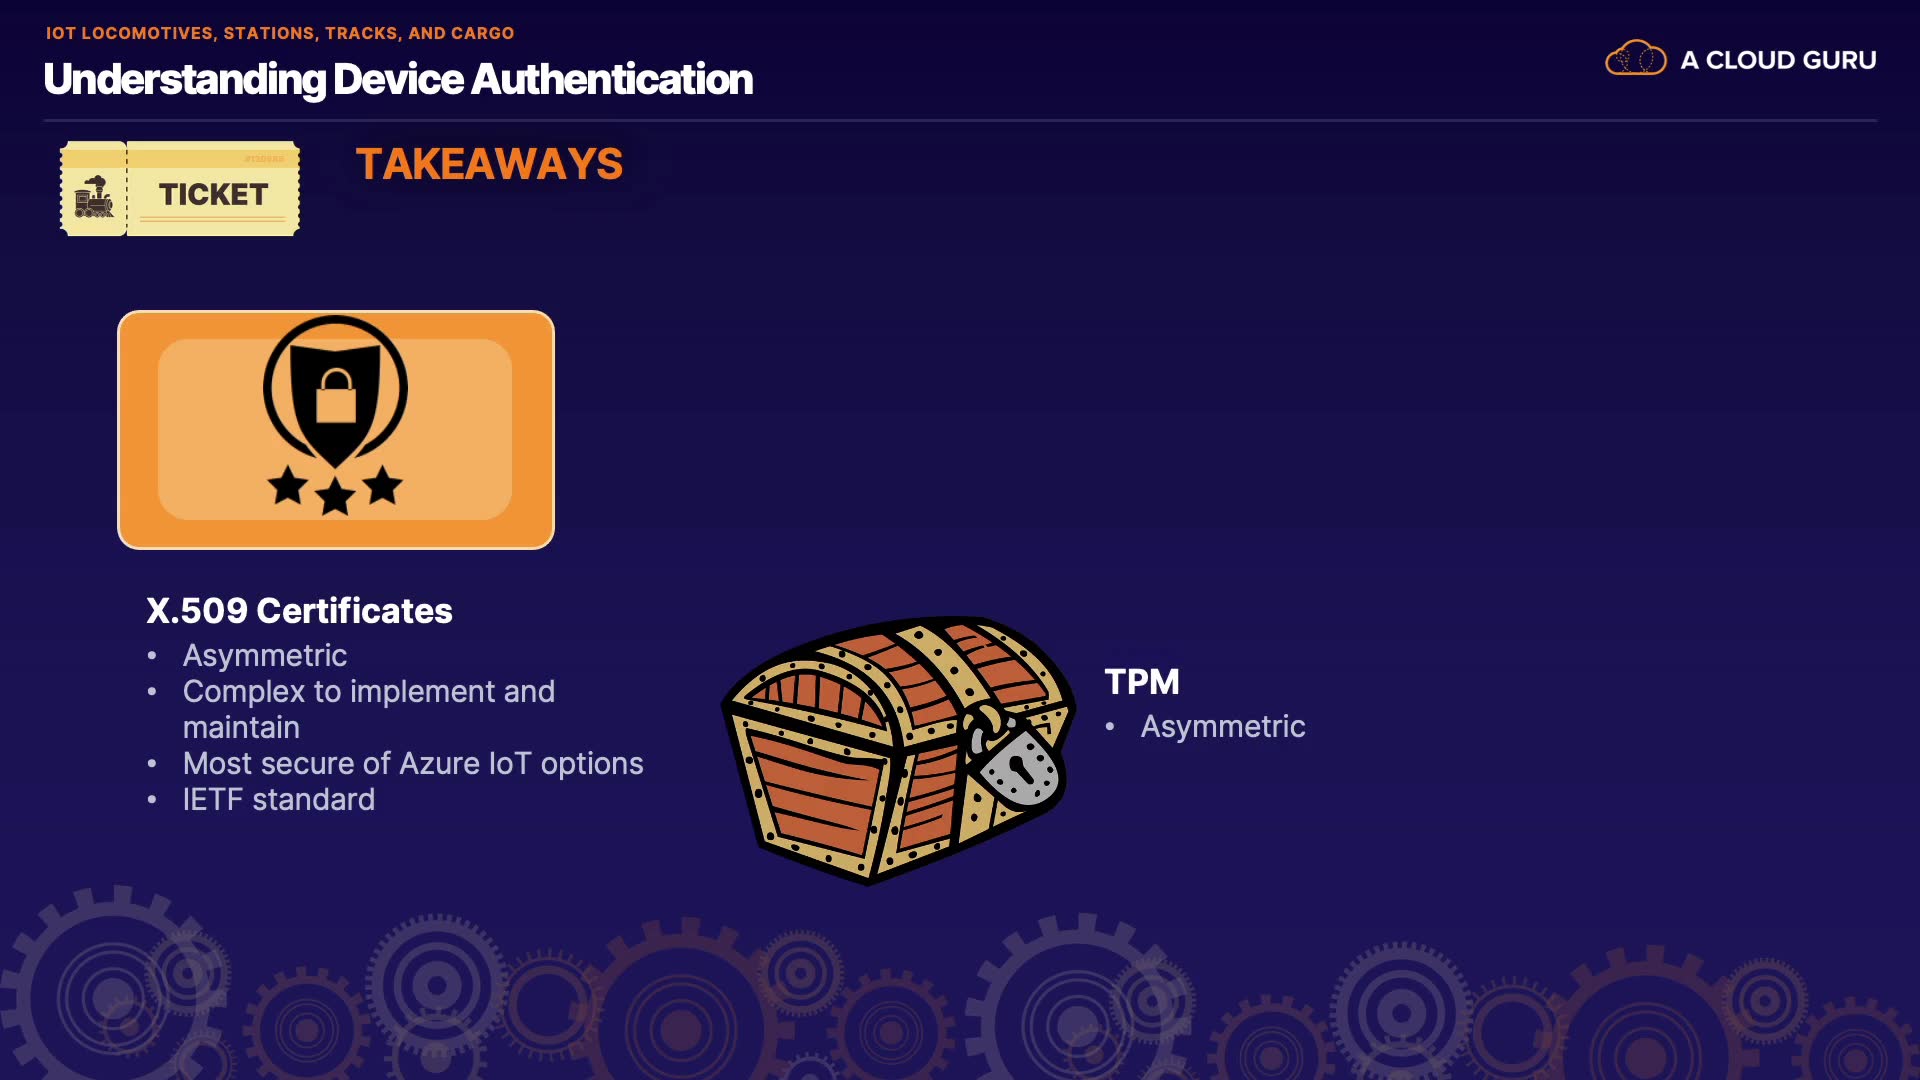 IOT LOCOMOTIVES, STATIONS, TRACKS, AND CARGO
Understanding Device Authentication
A CLOUD GURU
TICKET
TAKEAWAYS
X.509 Certificates
• Asymmetric
• Complex to implement and
maintain
• Most secure of Azure IoT options
• IETF standard
TPM
• Asymmetric